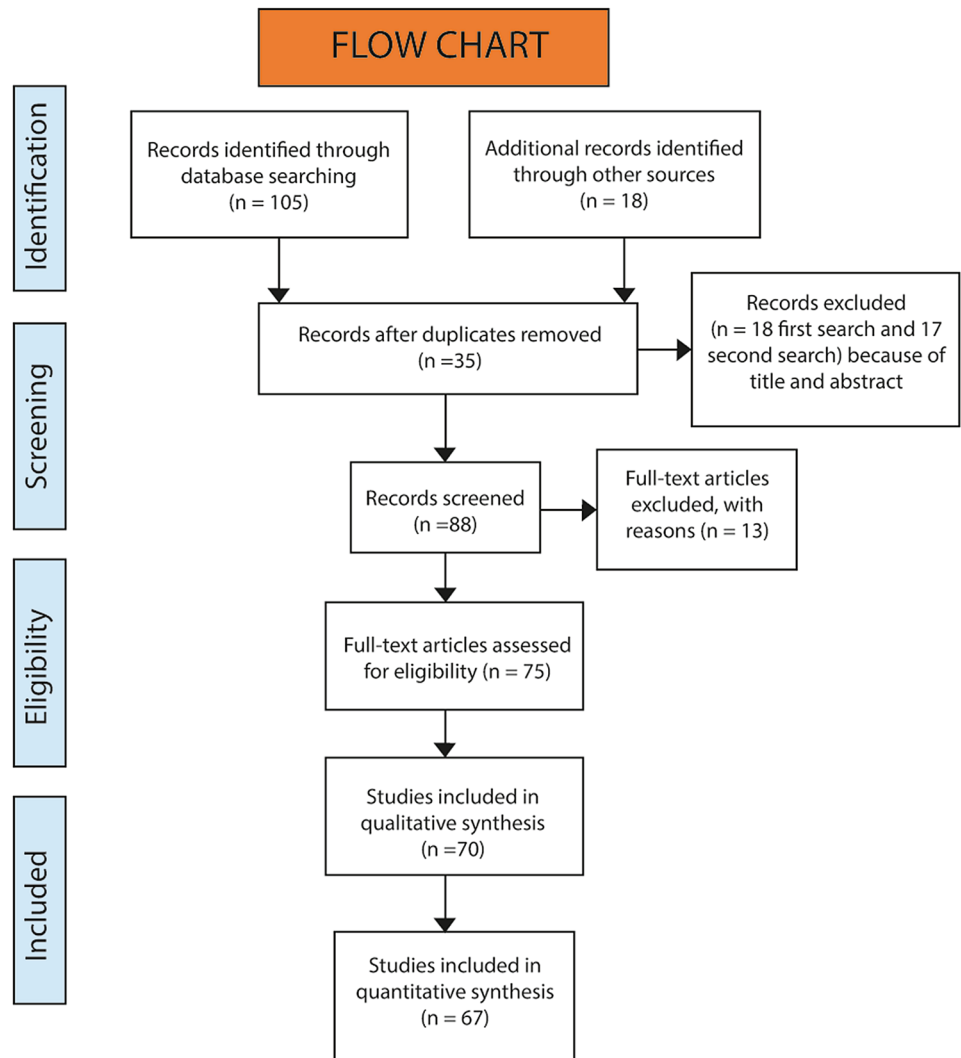 FLOW CHART
Identification
Records identified through
database searching
(n = 105)
Additional records identified
through other sources
(n = 18)
Records after duplicates removed
(n =35)
Records excluded
(n = 18 first search and 17
second search) because of
title and abstract
Screening
Records screened
(n =88)
Full-text articles
excluded, with
reasons (n = 13)
Eligibility
Full-text articles assessed
for eligibility (n = 75)
Studies included in
qualitative synthesis
(n =70)
Included
Studies included in
quantitative synthesis
(n = 67)